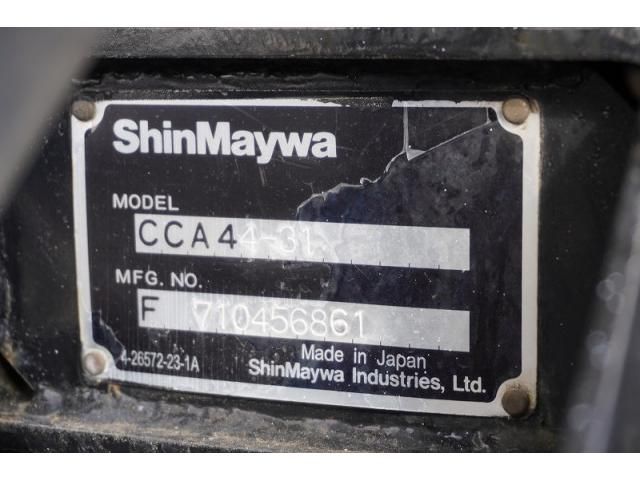 ShinMaywa
MODEL
CCA44-31
MFG. NO.
F 710456861
Made in Japan
4-26572-23-1A
ShinMaywa Industries, Ltd.